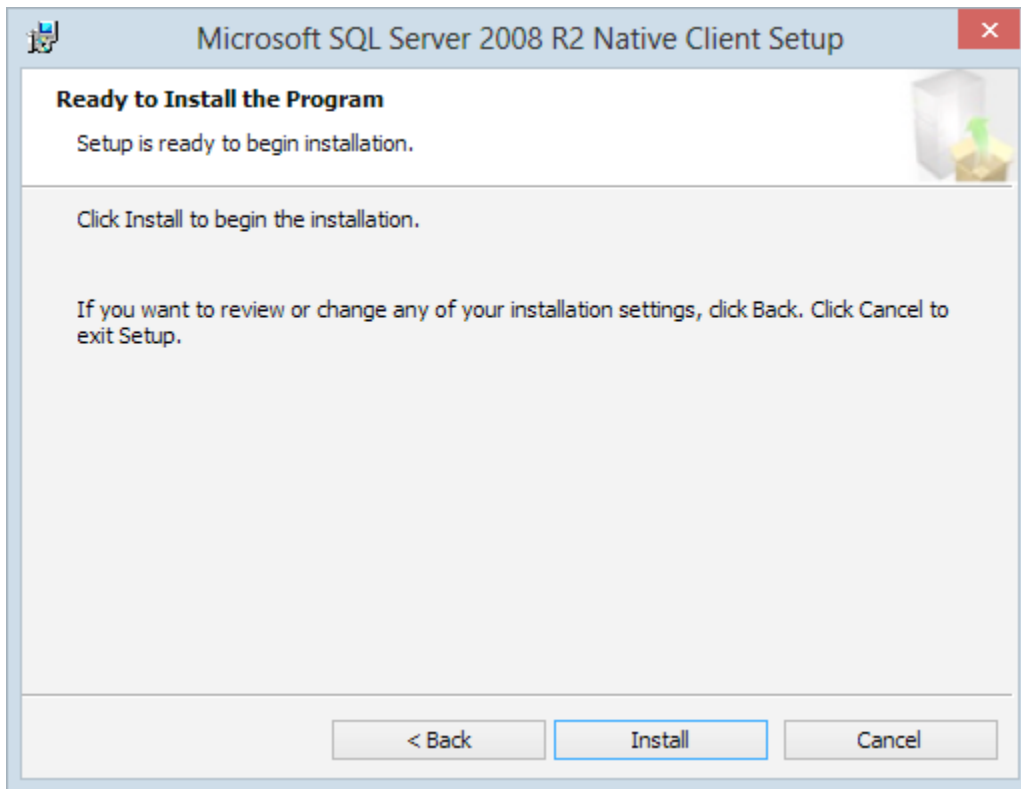 Microsoft SQL Server 2008 R2 Native Client Setup
Ready to Install the Program
Setup is ready to begin installation.
Click Install to begin the installation.
If you want to review or change any of your installation settings, click Back. Click Cancel to
exit Setup.
< Back Install Cancel